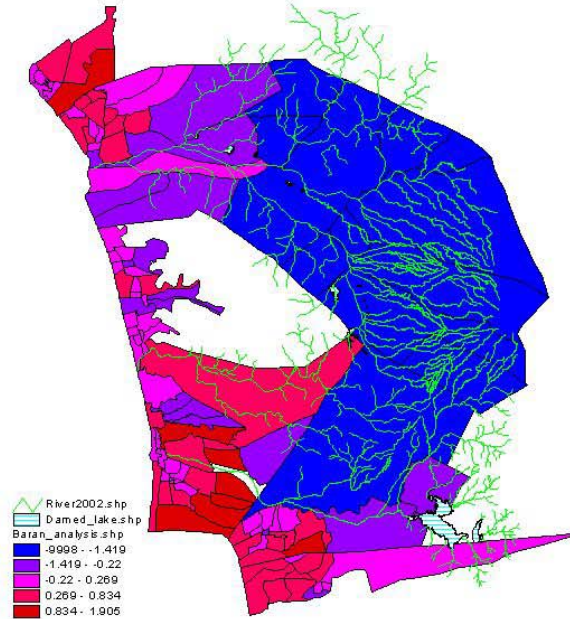 River2002.shp
Damed_lake.shp
Baran_analysis.shp
-9998 - -1.419
-1.419 - -0.22
-0.22 - 0.269
0.269 - 0.834
0.834 - 1.905